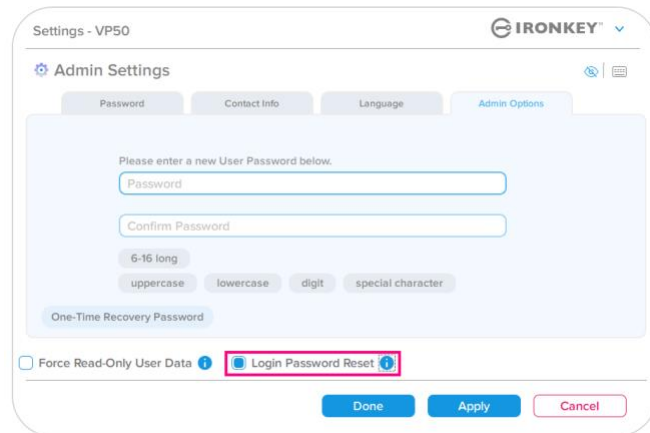 Settings - VP50
IRONKEY™
Admin Settings
Password Contact Info Language Admin Options
Please enter a new User Password below.
Password
Confirm Password
6-16 long
uppercase lowercase digit special character
One-Time Recovery Password
Force Read-Only User Data i Login Password Reset i
Done Apply Cancel